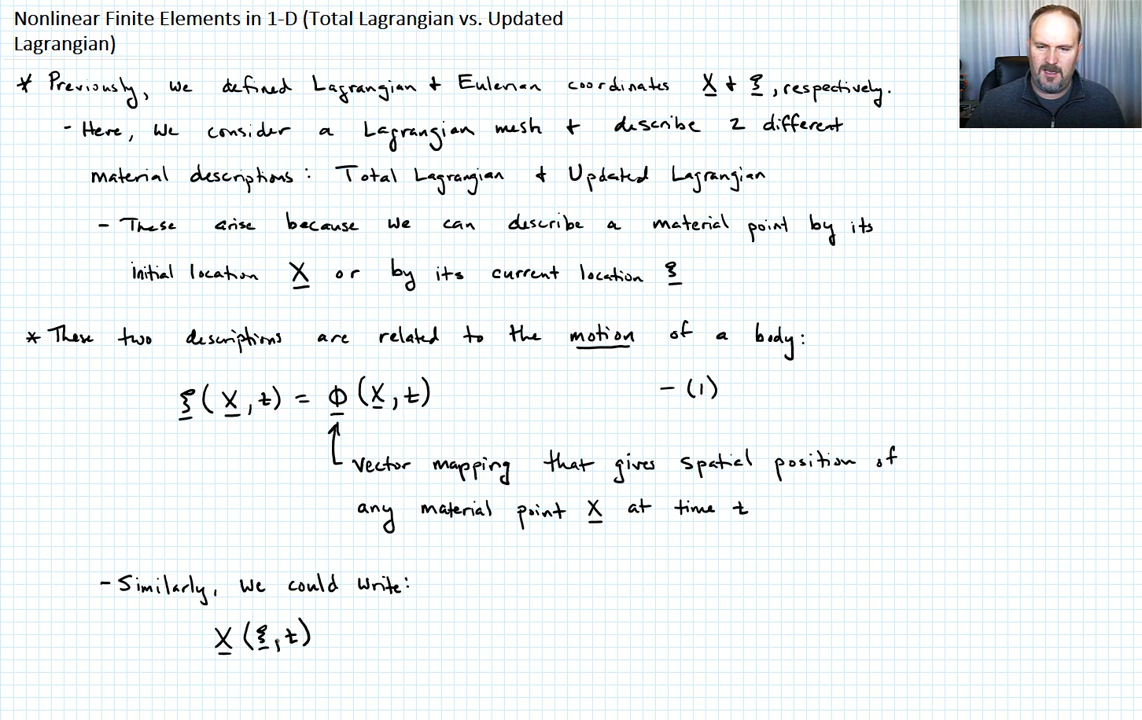 Nonlinear Finite Elements in 1-D (Total Lagrangian vs. Updated
Lagrangian)
* Previously, we defined Lagrangian + Eulerian coordinates X + ξ, respectively.
- Here, we consider a Lagrangian mesh + describe 2 different
material descriptions: Total Lagrangian + Updated Lagrangian
- These arise because we can describe a material point by its
initial location X or by its current location ξ
* These two descriptions are related to the motion of a body:
ξ(X,t) = Φ(X,t) - (1)
vector mapping that gives spatial position of
any material point X at time t
- Similarly, we could write:
X(ξ,t)